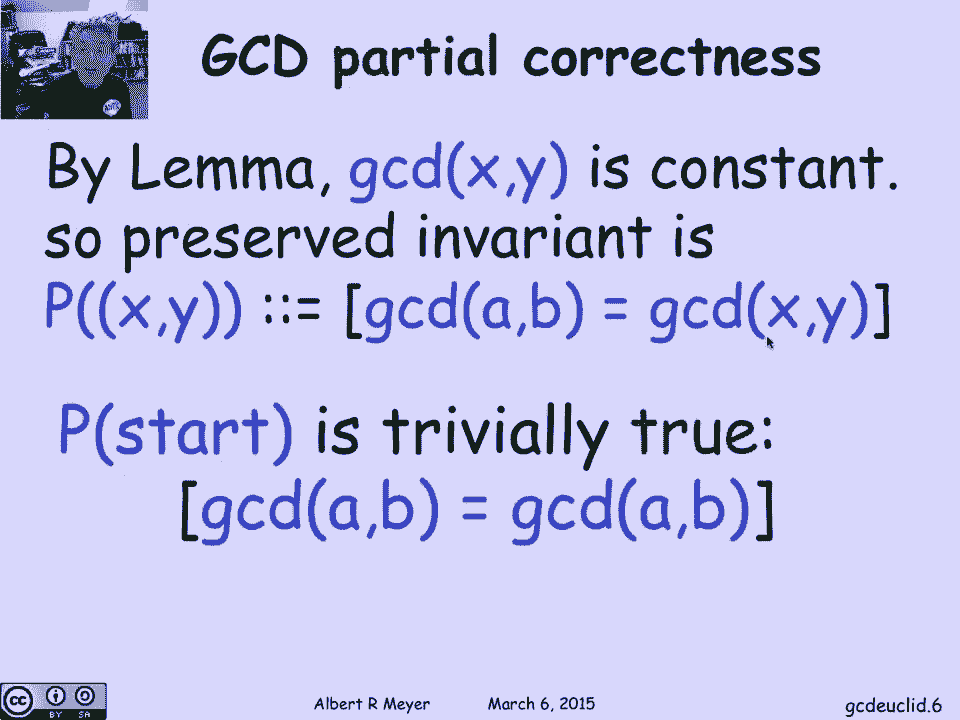 GCD partial correctness
By Lemma, gcd(x,y) is constant.
so preserved invariant is
P((x,y)) ::= [gcd(a,b) = gcd(x,y)]
P(start) is trivially true:
[gcd(a,b) = gcd(a,b)]
cc BY SA
Albert R Meyer March 6, 2015 gcdeuclid.6